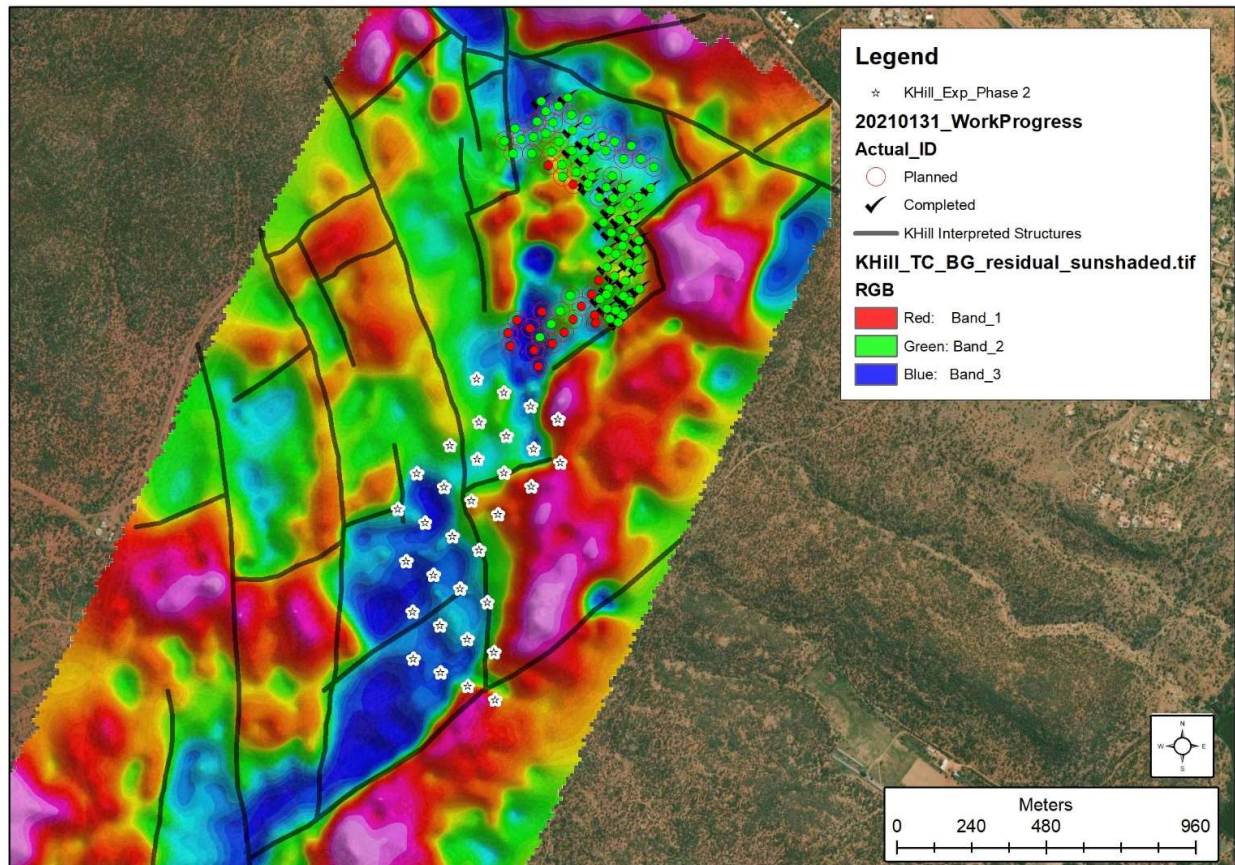 Legend
KHill_Exp_Phase 2
20210131_WorkProgress
Actual_ID
Planned
Completed
KHill Interpreted Structures
KHill_TC_BG_residual_sunshaded.tif
RGB
Red: Band_1
Green: Band_2
Blue: Band_3
N
W E
S
Meters
0 240 480 960